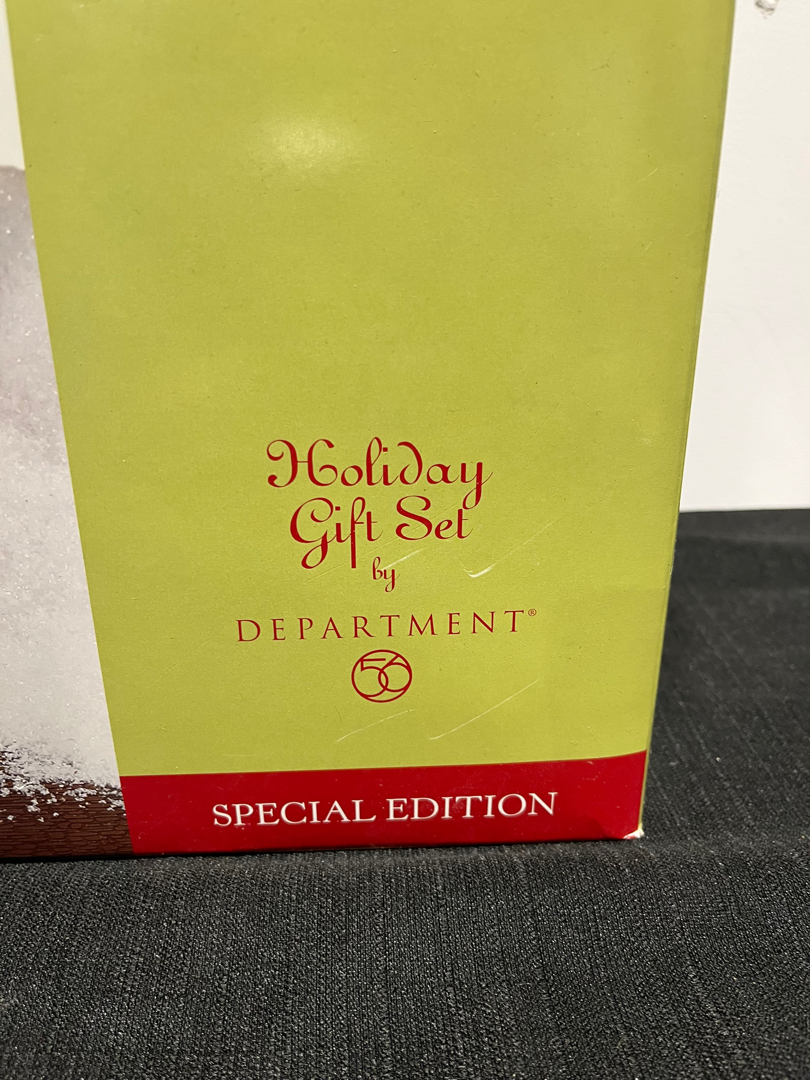 Holiday
Gift Set
by
DEPARTMENT®
56
SPECIAL EDITION